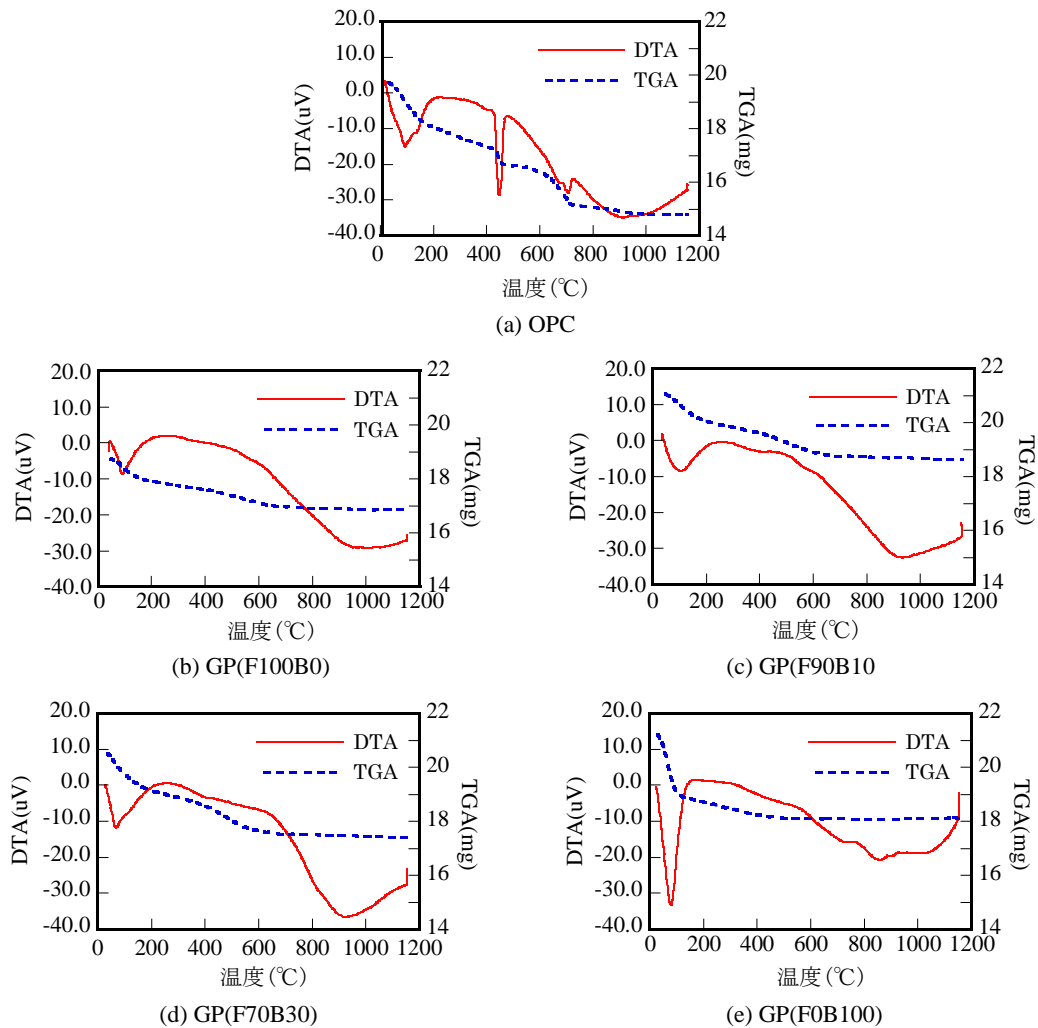 20.0
10.0
0.0
-10.0
-20.0
-30.0
-40.0
DTA(uV)
DTA
TGA
22
20
18
16
14
TGA(mg)
0 200 400 600 800 1000 1200
温度(℃)
(a) OPC
20.0
10.0
0.0
-10.0
-20.0
-30.0
-40.0
DTA(uV)
DTA
TGA
22
20
18
16
14
TGA(mg)
0 200 400 600 800 1000 1200
温度(℃)
(b) GP(F100B0)
20.0
10.0
0.0
-10.0
-20.0
-30.0
-40.0
DTA(uV)
DTA
TGA
22
20
18
16
14
TGA(mg)
0 200 400 600 800 1000 1200
温度(℃)
(c) GP(F90B10
20.0
10.0
0.0
-10.0
-20.0
-30.0
-40.0
DTA(uV)
DTA
TGA
22
20
18
16
14
TGA(mg)
0 200 400 600 800 1000 1200
温度(℃)
(d) GP(F70B30)
20.0
10.0
0.0
-10.0
-20.0
-30.0
-40.0
DTA(uV)
DTA
TGA
22
20
18
16
14
TGA(mg)
0 200 400 600 800 1000 1200
温度(℃)
(e) GP(F0B100)